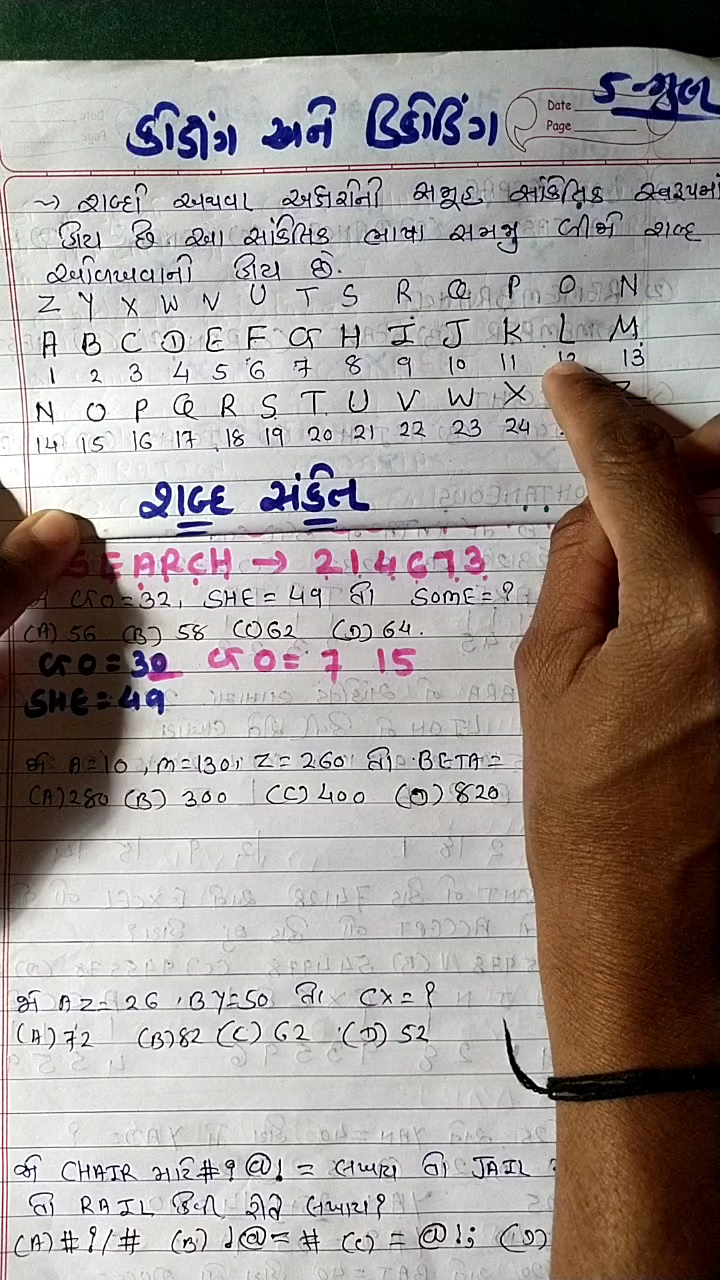 Date
Page
5-ગુલ
કોડીંગ અને ડિકોડિંગ
→ શબ્દો અથવા અક્ષરોનો સમૂહ સાંકેતિક સ્વરૂપમાં
હોય છે આ સાંકેતિક ભાષા સમજી બીજો શબ્દ
ઓળખવાનો હોય છે.
Z Y X W V U T S R Q P O N
A B C D E F G H I J K L M
1 2 3 4 5 6 7 8 9 10 11 12 13
N O P Q R S T U V W X Z
14 15 16 17 18 19 20 21 22 23 24
શબ્દ સંકેત
SEARCH → 214673
જો GO=32, SHE=49 તો SOME=?
(A) 56 (B) 58 (C) 62 (D) 64.
GO=32 GO=7 15
SHE=49
જો A=10, m=130, Z=260 તો BETA=
(A) 280 (B) 300 (C) 400 (D) 820
જો AZ=26, BY=50 તો CX=?
(A) 72 (B) 82 (C) 62 (D) 52
જો CHAIR માટે #?@!= લખાય તો JAIL
તો RAIL કેવી રીતે લખાય?
(A) #?/# (B) !@=# (C) =@!; (D)